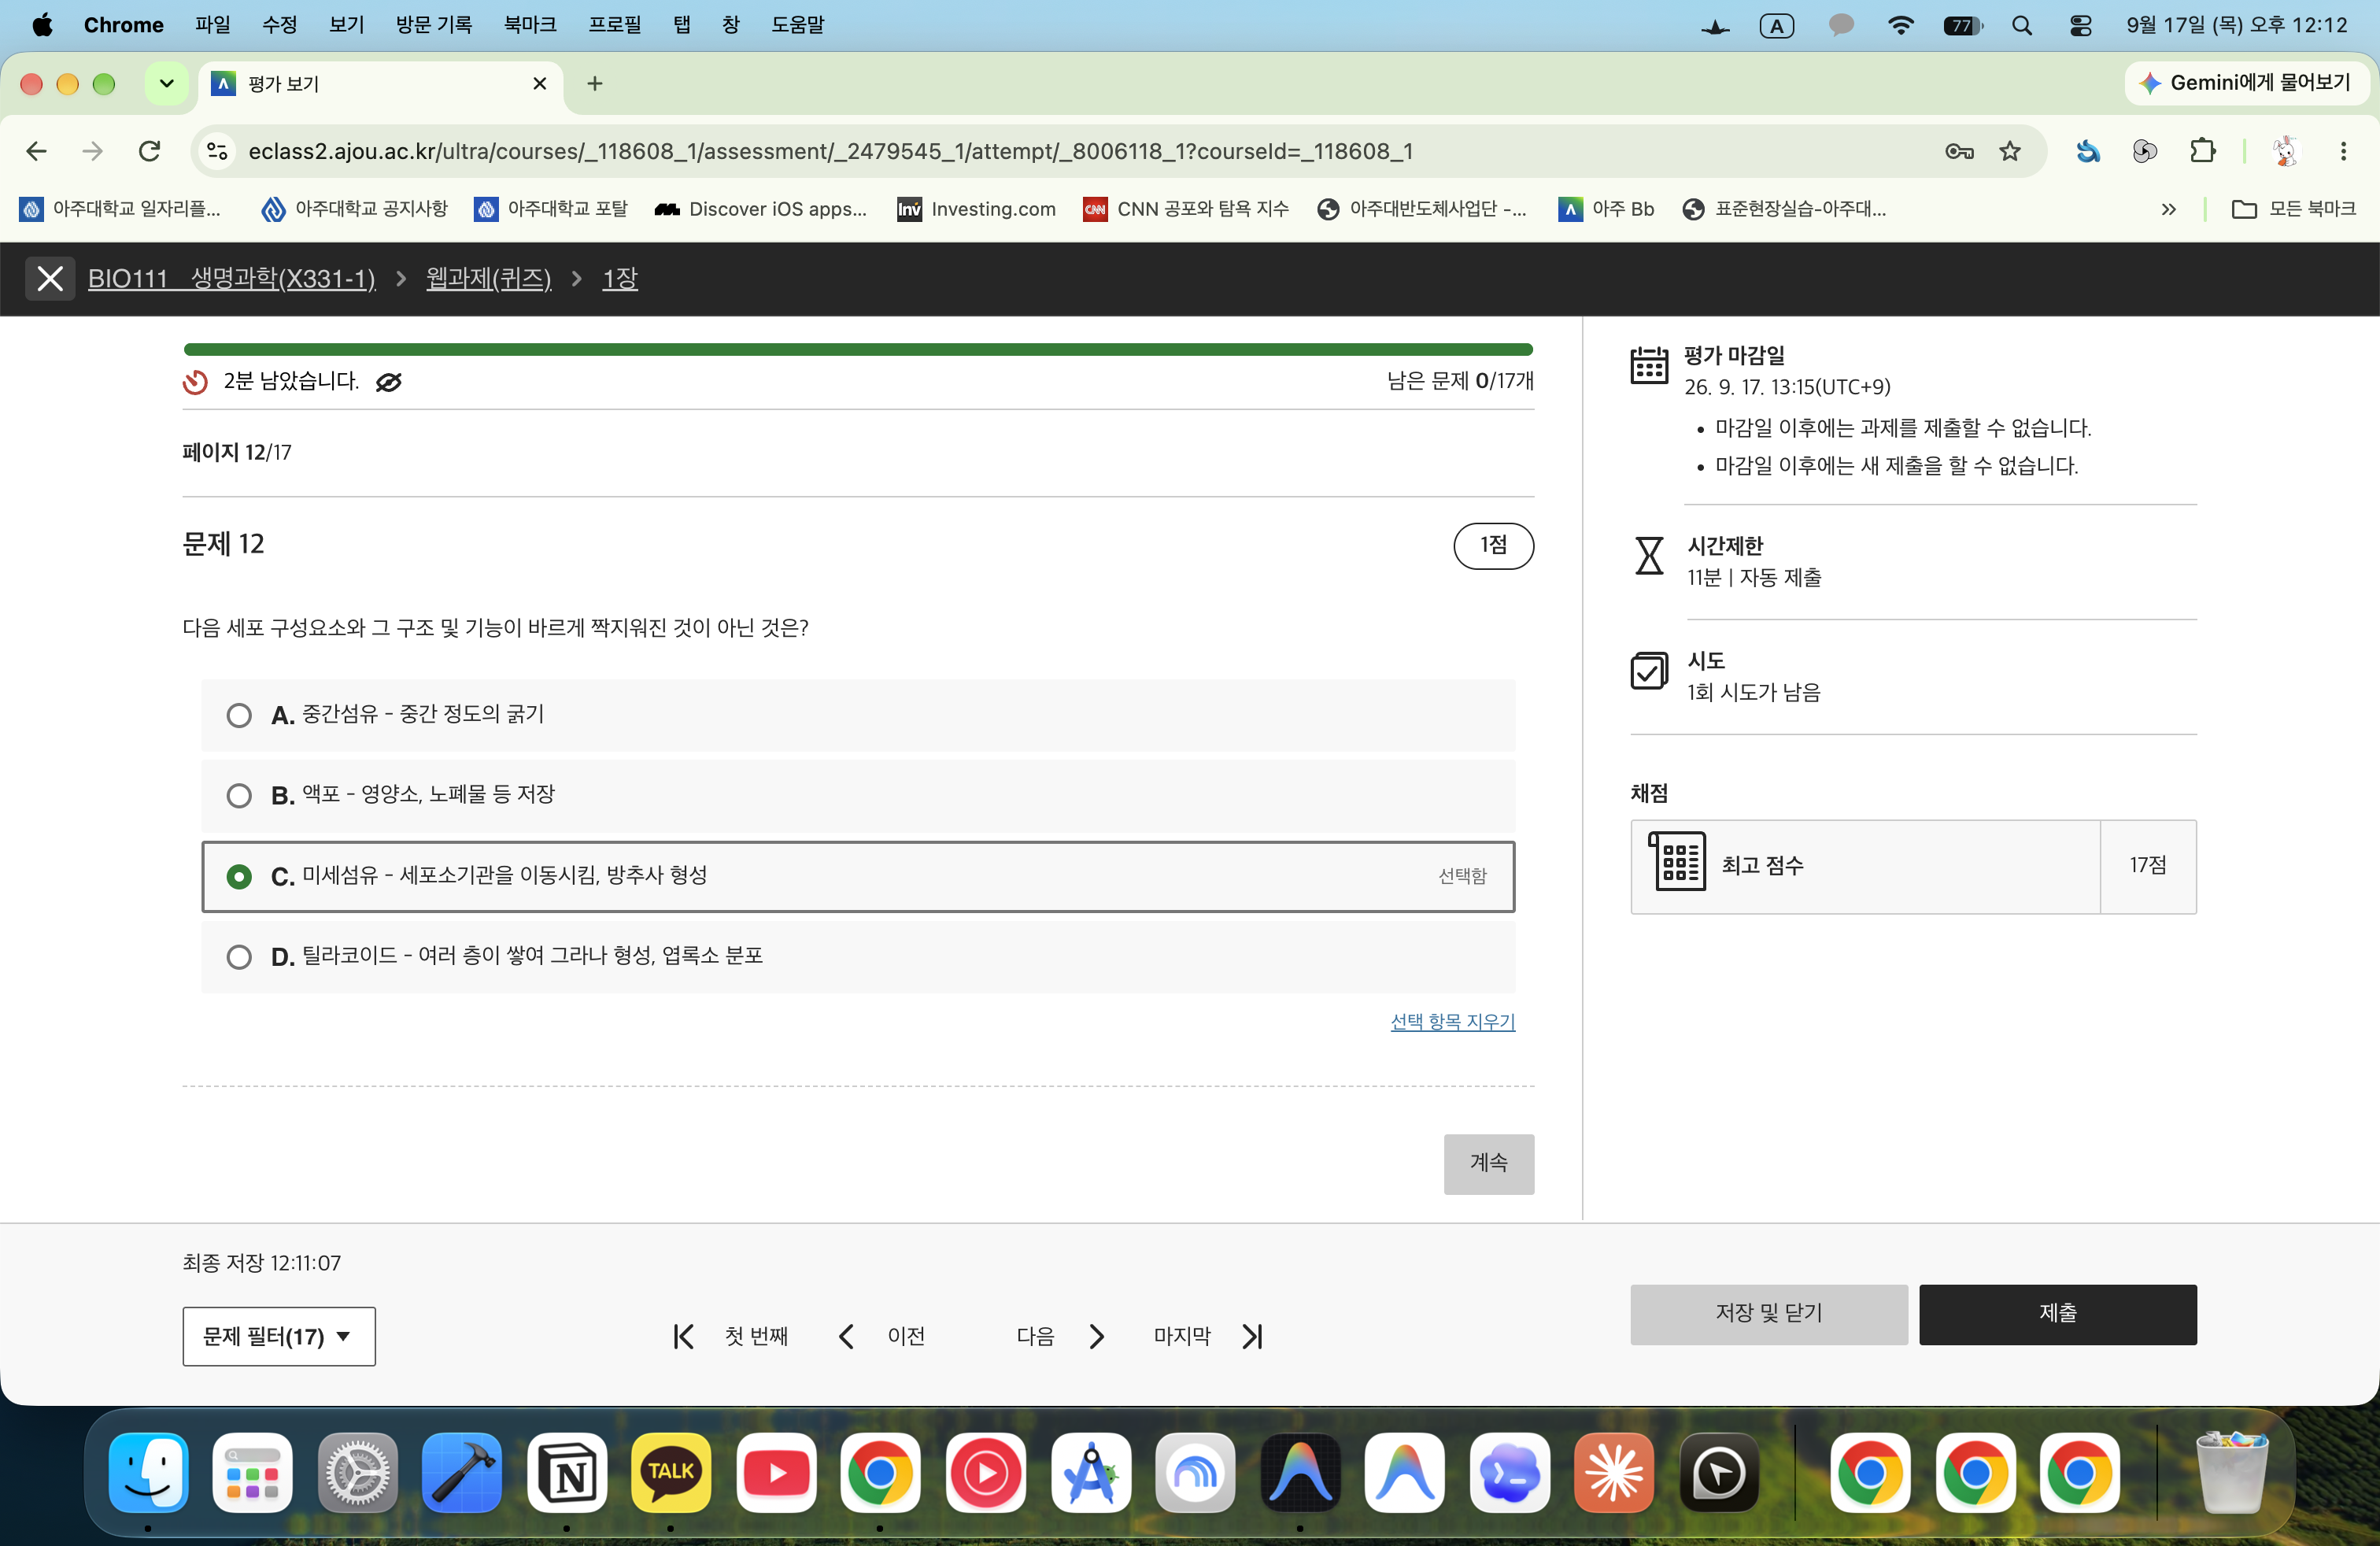 Chrome 파일 수정 보기 방문 기록 북마크 프로필 탭 창 도움말
A 77 9월 17일 (목) 오후 12:12
평가 보기
Gemini에게 물어보기
eclass2.ajou.ac.kr/ultra/courses/_118608_1/assessment/_2479545_1/attempt/_8006118_1?courseId=_118608_1
아주대학교 일자리플... 아주대학교 공지사항 아주대학교 포탈 Discover iOS apps... Inv Investing.com CNN CNN 공포와 탐욕 지수 아주대반도체사업단 -... 아주 Bb 표준현장실습-아주대... 모든 북마크
BIO111 생명과학(X331-1) 웹과제(퀴즈) 1장
2분 남았습니다.
남은 문제 0/17개
페이지 12/17
문제 12
1점
다음 세포 구성요소와 그 구조 및 기능이 바르게 짝지워진 것이 아닌 것은?
A. 중간섬유 - 중간 정도의 굵기
B. 액포 - 영양소, 노폐물 등 저장
C. 미세섬유 - 세포소기관을 이동시킴, 방추사 형성
선택함
D. 틸라코이드 - 여러 층이 쌓여 그라나 형성, 엽록소 분포
선택 항목 지우기
계속
평가 마감일
26. 9. 17. 13:15(UTC+9)
• 마감일 이후에는 과제를 제출할 수 없습니다.
• 마감일 이후에는 새 제출을 할 수 없습니다.
시간제한
11분 | 자동 제출
시도
1회 시도가 남음
채점
최고 점수
17점
최종 저장 12:11:07
문제 필터(17)
첫 번째 이전 다음 마지막
저장 및 닫기
제출
TALK